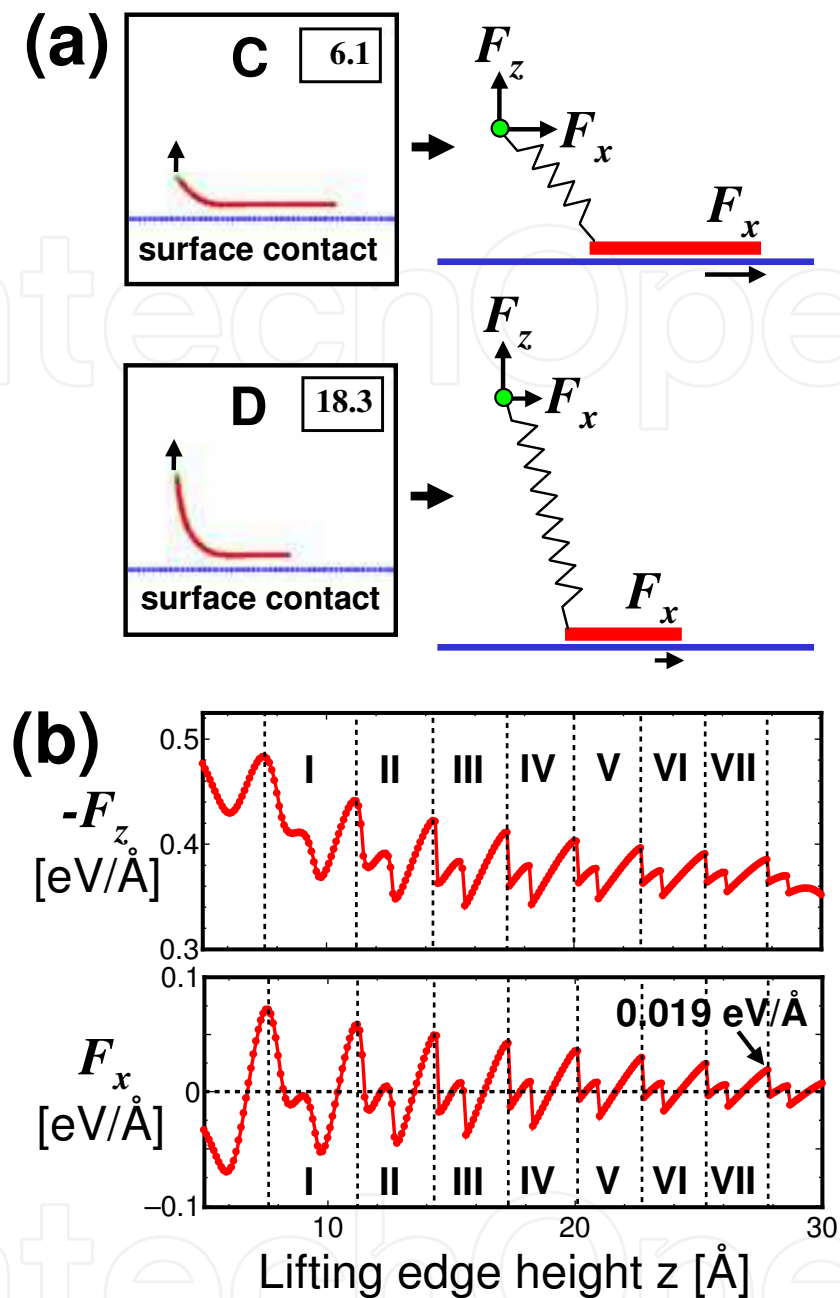 (a)
C 6.1
surface contact
F_z
F_x
F_x
D 18.3
surface contact
F_z
F_x
F_x
(b)
-F_z
[eV/Å]
0.5
0.4
0.3
I II III IV V VI VII
F_x
[eV/Å]
0.1
0
−0.1
0.019 eV/Å
I II III IV V VI VII
10 20 30
Lifting edge height z [Å]
ntechOpe
ntechOpe